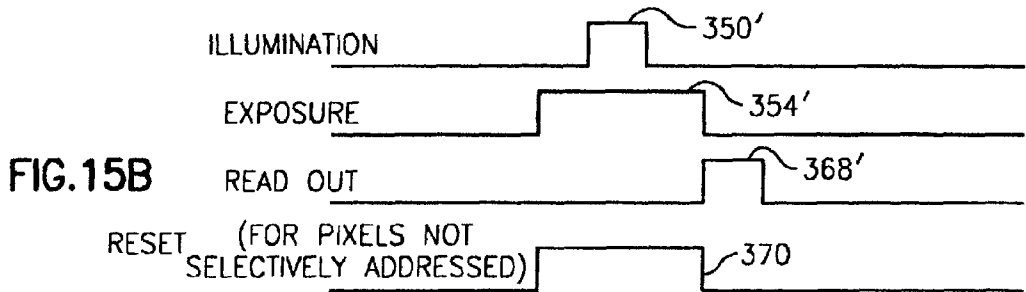 ILLUMINATION 350'
EXPOSURE 354'
FIG.15B READ OUT 368'
RESET (FOR PIXELS NOT
SELECTIVELY ADDRESSED) 370